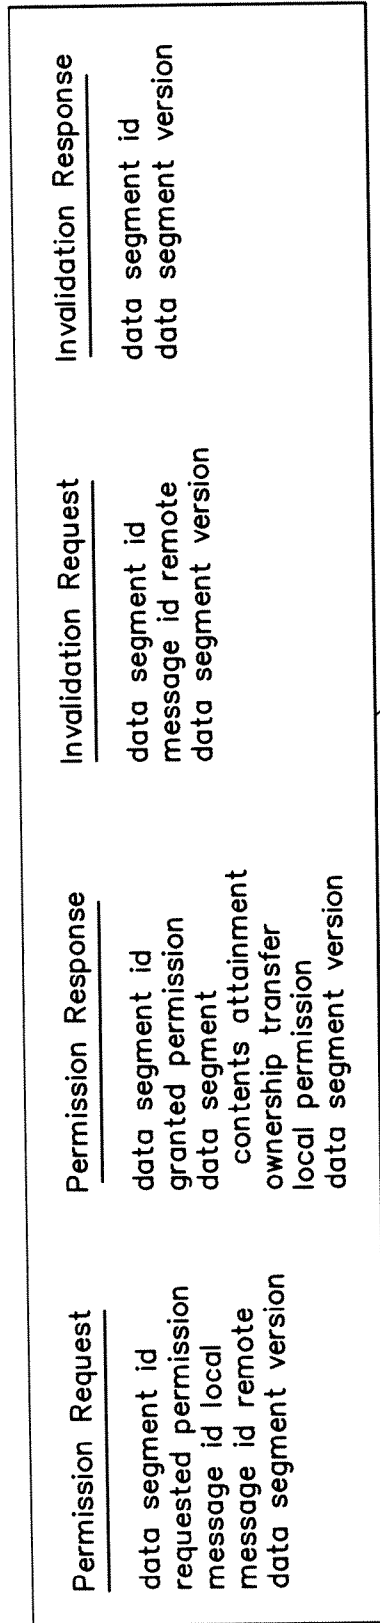 Permission Request
data segment id
requested permission
message id local
message id remote
data segment version
Permission Response
data segment id
granted permission
data segment
contents attainment
ownership transfer
local permission
data segment version
Invalidation Request
data segment id
message id remote
data segment version
Invalidation Response
data segment id
data segment version